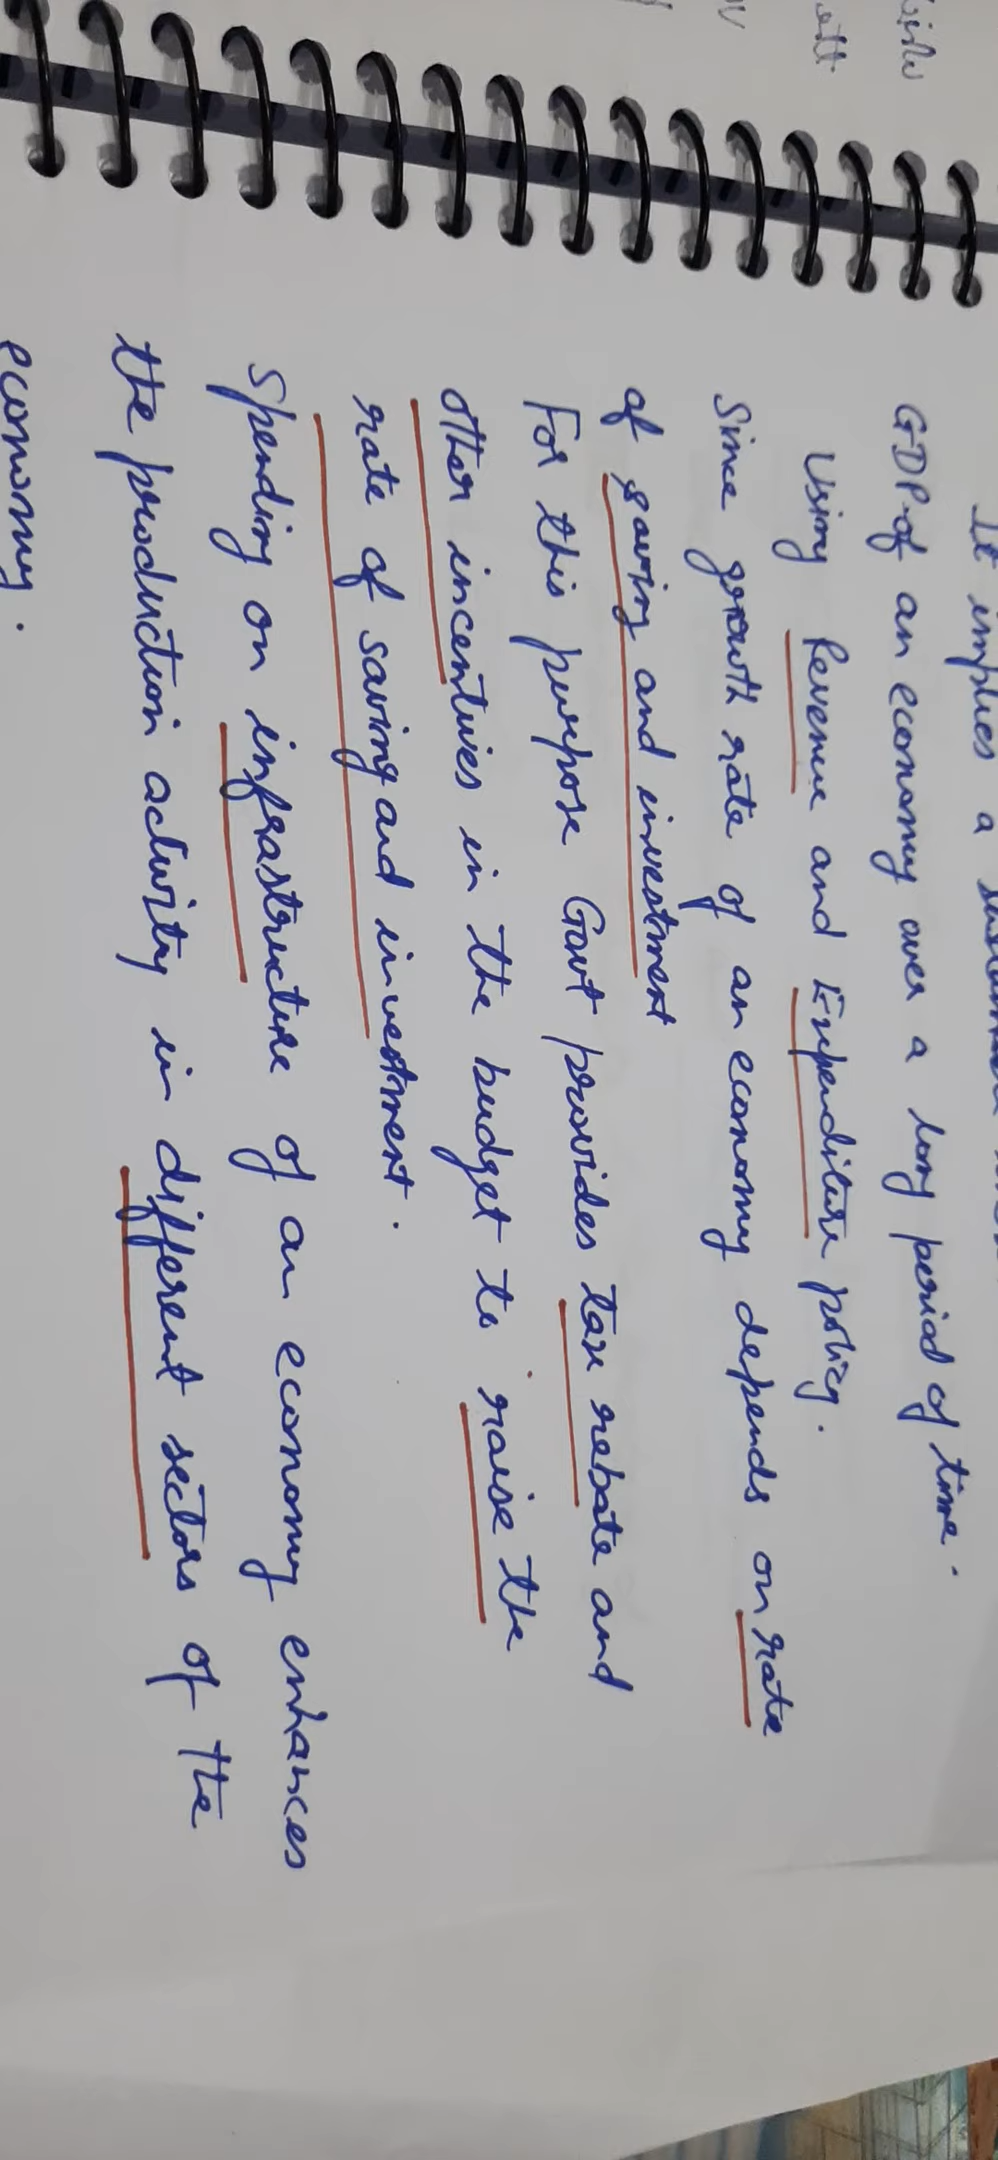 It implies a
GDP of an economy over a long period of time.
Using Revenue and Expenditure policy.
Since growth rate of an economy depends on rate
of saving and investment
For this purpose Govt provides tax rebate and
other incentives in the budget to raise the
rate of saving and investment.
Spending on infrastructure of an economy enhances
the production activity in different sectors of the
economy.